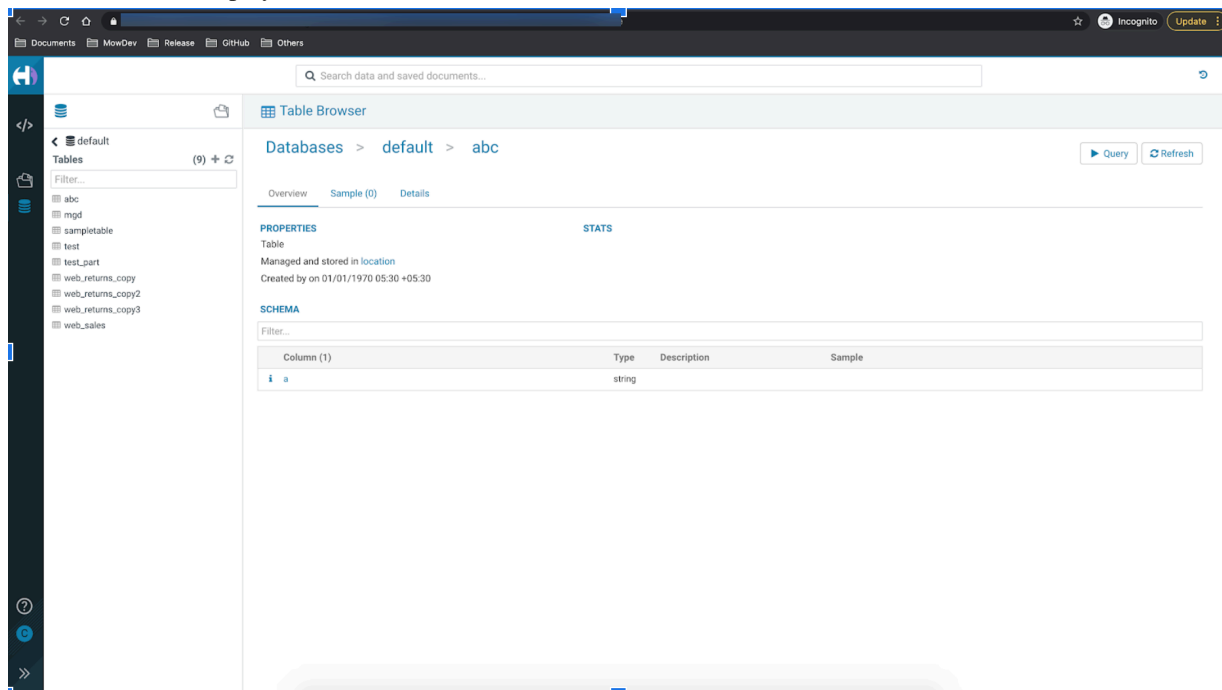 Incognito
Update
Documents
MowDev
Release
GitHub
Others
Search data and saved documents...
Table Browser
default
Tables
(9)
Filter...
abc
mgd
sampletable
test
test_part
web_returns_copy
web_returns_copy2
web_returns_copy3
web_sales
Databases > default > abc
Query
Refresh
Overview
Sample (0)
Details
PROPERTIES
STATS
Table
Managed and stored in location
Created by on 01/01/1970 05:30 +05:30
SCHEMA
Filter...
Column (1) Type Description Sample
i a string
C